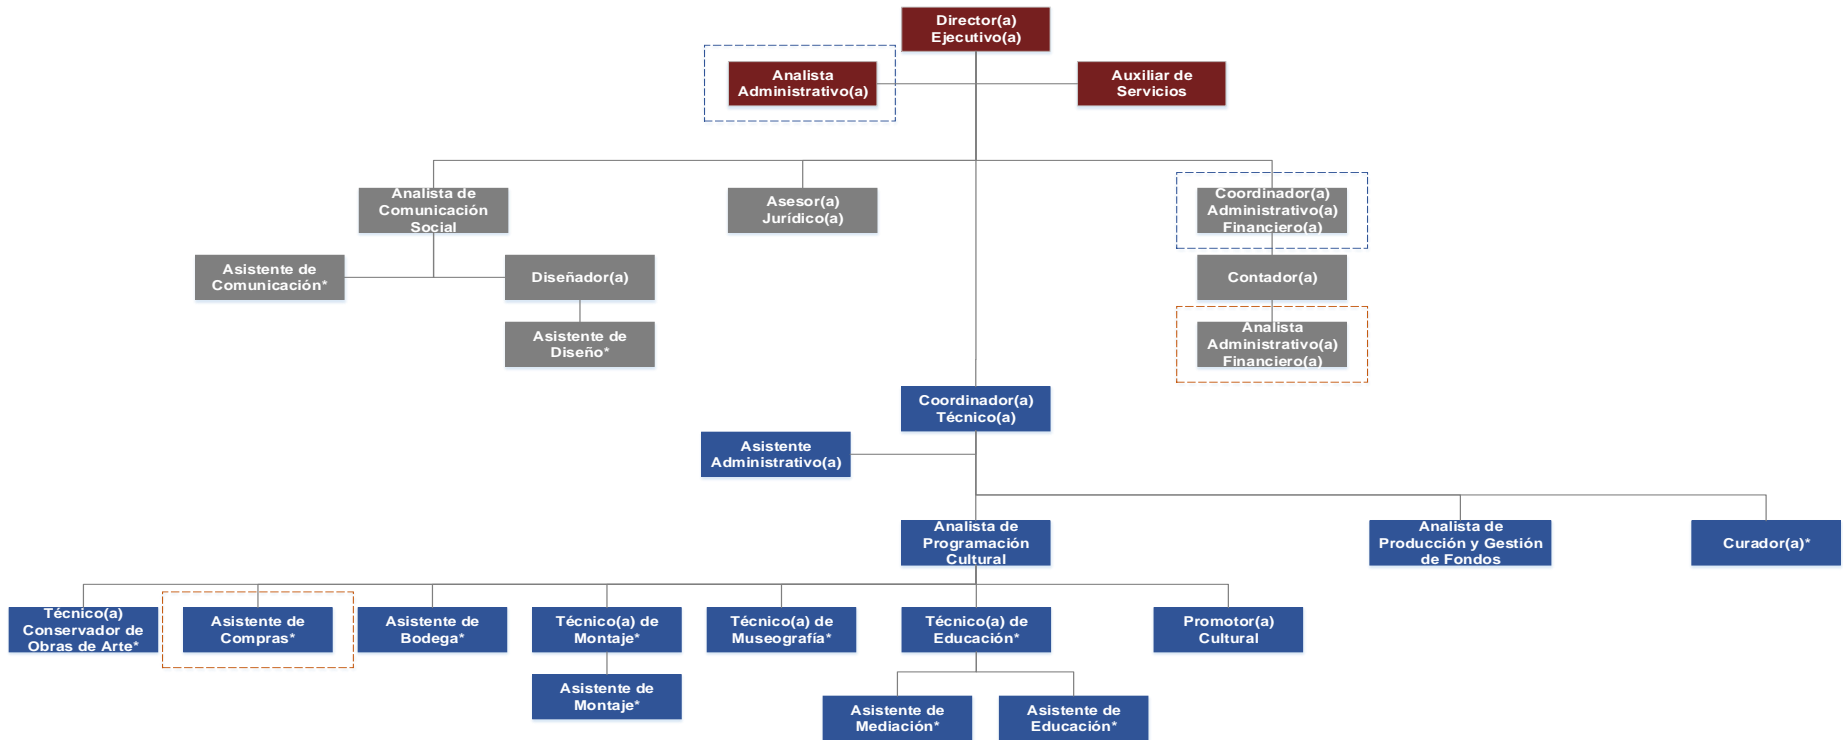 Director(a)
Ejecutivo(a)
Analista
Administrativo(a)
Auxiliar de
Servicios
Analista de
Comunicación
Social
Asesor(a)
Jurídico(a)
Coordinador(a)
Administrativo(a)
Financiero(a)
Asistente de
Comunicación*
Diseñador(a)
Contador(a)
Asistente de
Diseño*
Analista
Administrativo(a)
Financiero(a)
Coordinador(a)
Técnico(a)
Asistente
Administrativo(a)
Analista de
Programación
Cultural
Analista de
Producción y Gestión
de Fondos
Curador(a)*
Técnico(a)
Conservador de
Obras de Arte*
Asistente de
Compras*
Asistente de
Bodega*
Técnico(a) de
Montaje*
Técnico(a) de
Museografía*
Técnico(a) de
Educación*
Promotor(a)
Cultural
Asistente de
Montaje*
Asistente de
Mediación*
Asistente de
Educación*